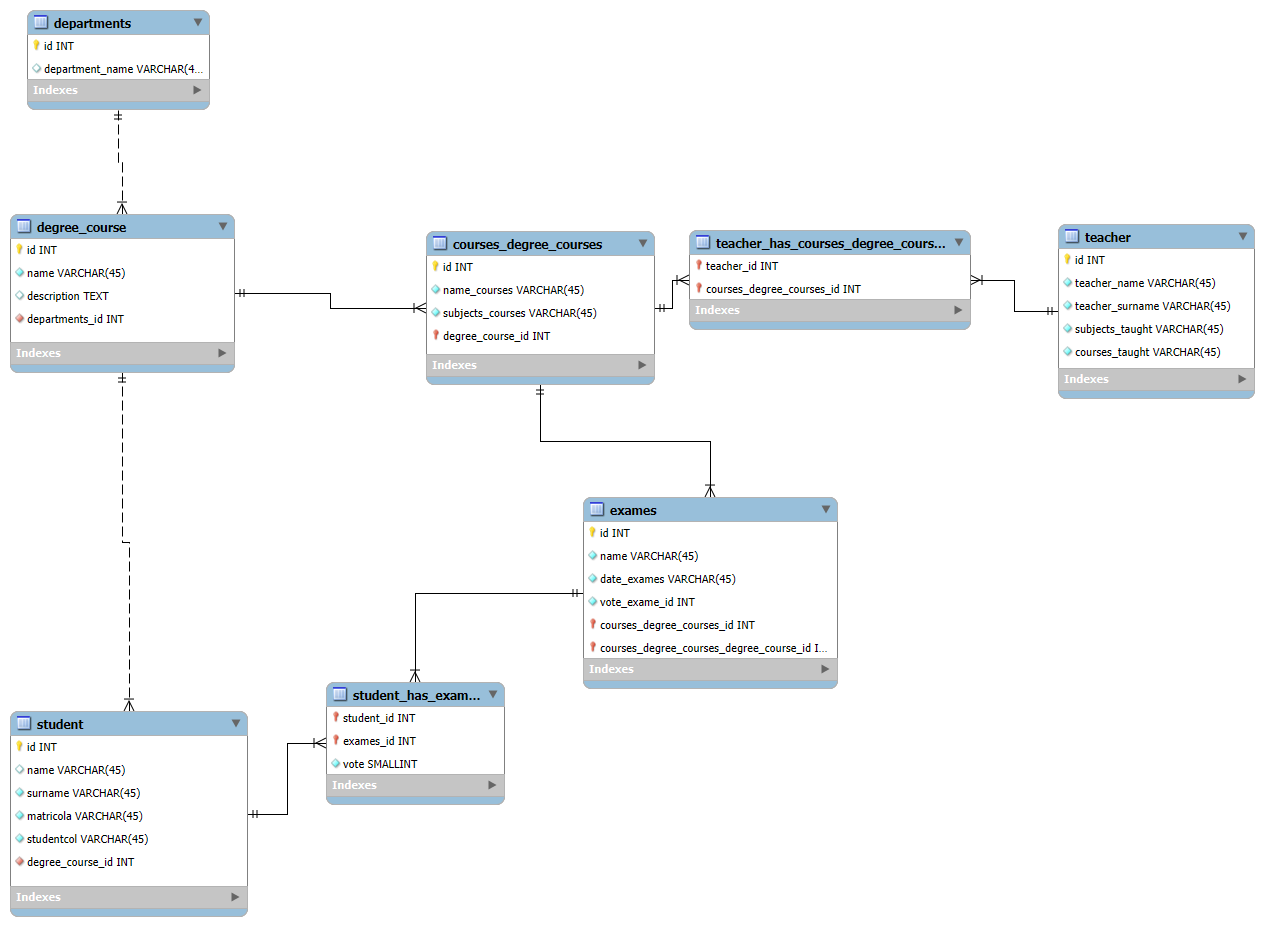 departments
id INT
department_name VARCHAR(4...
Indexes
degree_course
id INT
name VARCHAR(45)
description TEXT
departments_id INT
Indexes
courses_degree_courses
id INT
name_courses VARCHAR(45)
subjects_courses VARCHAR(45)
degree_course_id INT
Indexes
teacher_has_courses_degree_cours...
teacher_id INT
courses_degree_courses_id INT
Indexes
teacher
id INT
teacher_name VARCHAR(45)
teacher_surname VARCHAR(45)
subjects_taught VARCHAR(45)
courses_taught VARCHAR(45)
Indexes
exames
id INT
name VARCHAR(45)
date_exames VARCHAR(45)
vote_exame_id INT
courses_degree_courses_id INT
courses_degree_courses_degree_course_id I...
Indexes
student_has_exam...
student_id INT
exames_id INT
vote SMALLINT
Indexes
student
id INT
name VARCHAR(45)
surname VARCHAR(45)
matricola VARCHAR(45)
studentcol VARCHAR(45)
degree_course_id INT
Indexes